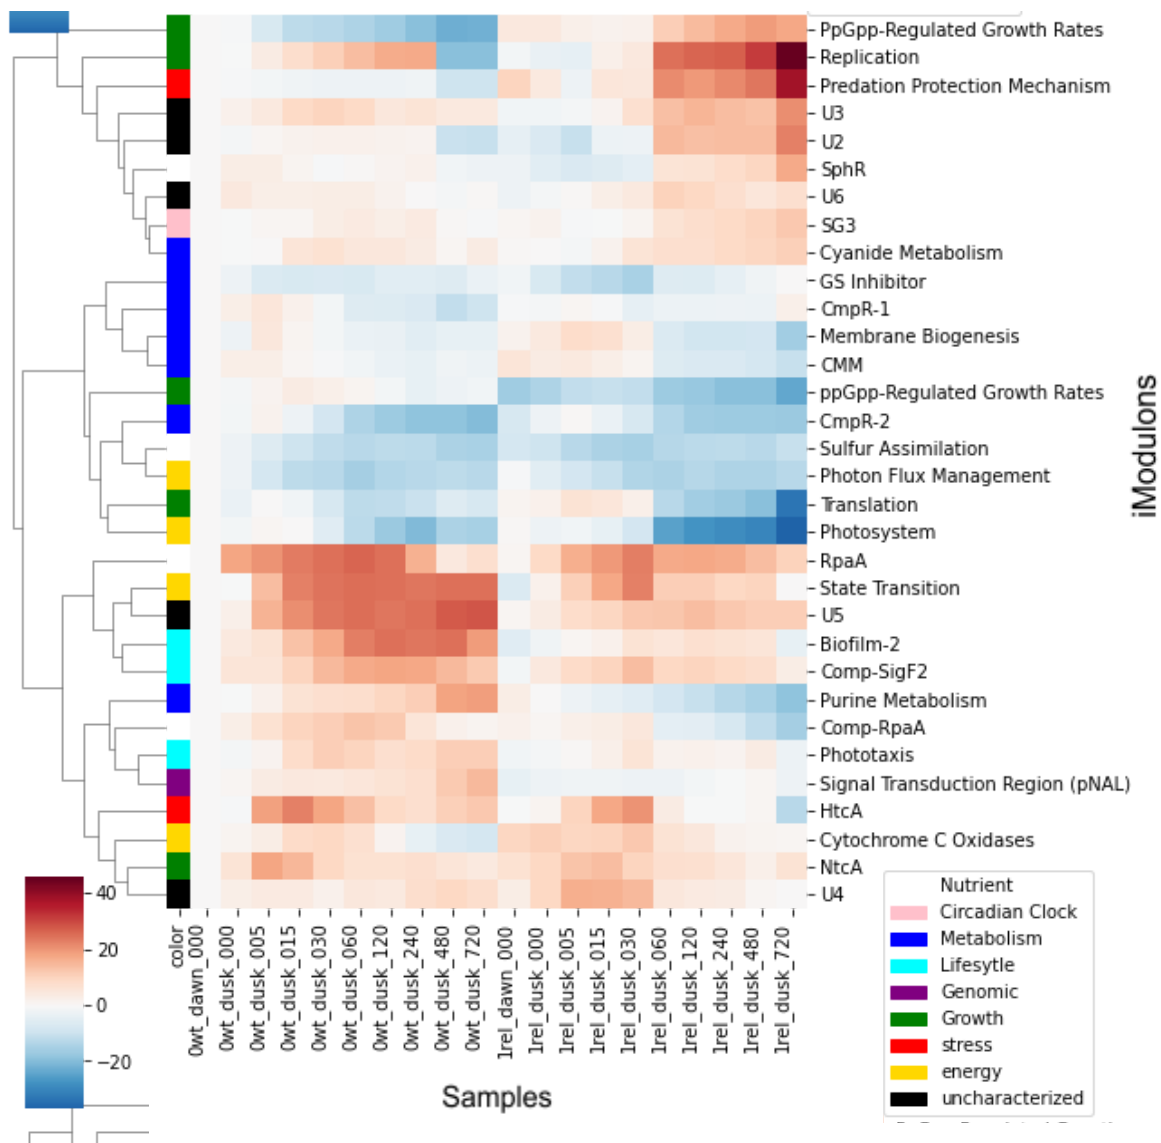 PpGpp-Regulated Growth Rates
Replication
Predation Protection Mechanism
U3
U2
SphR
U6
SG3
Cyanide Metabolism
GS Inhibitor
CmpR-1
Membrane Biogenesis
CMM
ppGpp-Regulated Growth Rates
CmpR-2
Sulfur Assimilation
Photon Flux Management
Translation
Photosystem
RpaA
State Transition
U5
Biofilm-2
Comp-SigF2
Purine Metabolism
Comp-RpaA
Phototaxis
Signal Transduction Region (pNAL)
HtcA
Cytochrome C Oxidases
NtcA
U4
iModulons
40
20
0
−20
color
0wt_dawn_000
0wt_dusk_000
0wt_dusk_005
0wt_dusk_015
0wt_dusk_030
0wt_dusk_060
0wt_dusk_120
0wt_dusk_240
0wt_dusk_480
0wt_dusk_720
1rel_dawn_000
1rel_dusk_000
1rel_dusk_005
1rel_dusk_015
1rel_dusk_030
1rel_dusk_060
1rel_dusk_120
1rel_dusk_240
1rel_dusk_480
1rel_dusk_720
Samples
Nutrient
Circadian Clock
Metabolism
Lifesytle
Genomic
Growth
stress
energy
uncharacterized